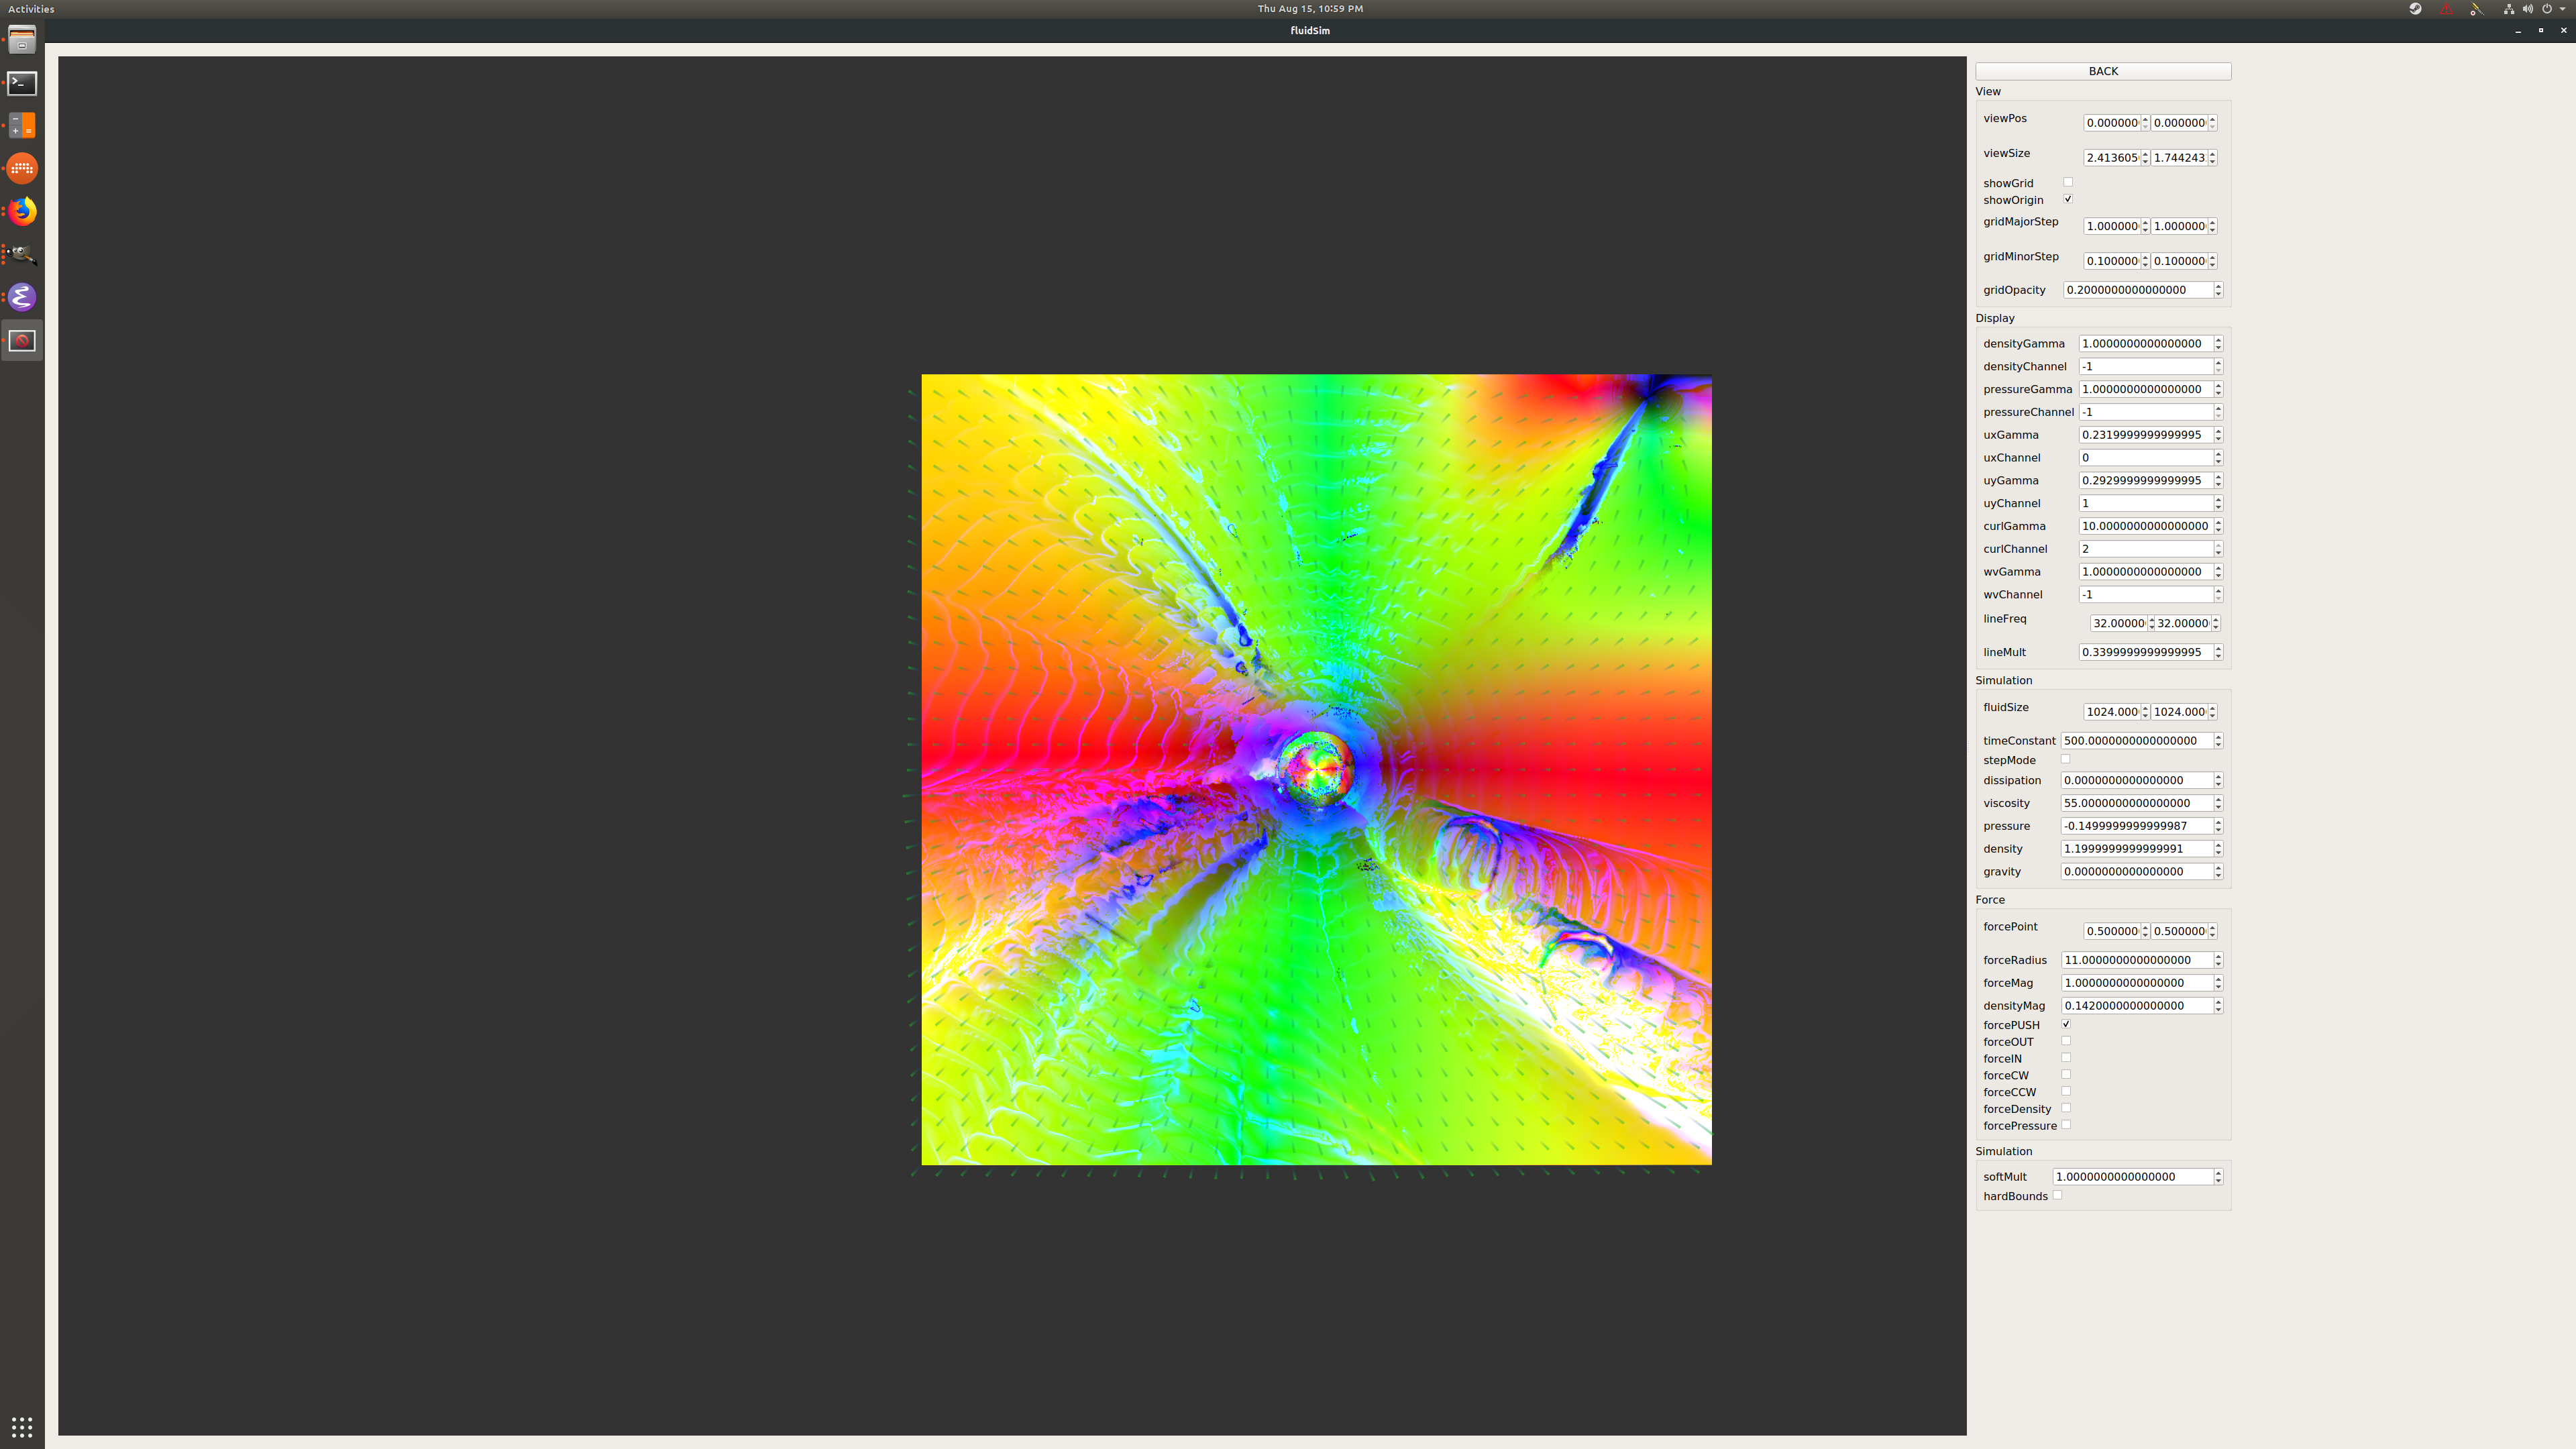 Activities
Thu Aug 15, 10:59 PM
fluidSim
BACK
View
viewPos 0.000000 0.000000
viewSize 2.413605 1.744243
showGrid
showOrigin
gridMajorStep 1.000000 1.000000
gridMinorStep 0.100000 0.100000
gridOpacity 0.2000000000000000
Display
densityGamma 1.0000000000000000
densityChannel -1
pressureGamma 1.0000000000000000
pressureChannel -1
uxGamma 0.2319999999999995
uxChannel 0
uyGamma 0.2929999999999995
uyChannel 1
curlGamma 10.0000000000000000
curlChannel 2
wvGamma 1.0000000000000000
wvChannel -1
lineFreq 32.00000 32.00000
lineMult 0.3399999999999995
Simulation
fluidSize 1024.000 1024.000
timeConstant 500.0000000000000000
stepMode
dissipation 0.0000000000000000
viscosity 55.0000000000000000
pressure -0.1499999999999987
density 1.1999999999999991
gravity 0.0000000000000000
Force
forcePoint 0.500000 0.500000
forceRadius 11.0000000000000000
forceMag 1.0000000000000000
densityMag 0.1420000000000000
forcePUSH
forceOUT
forceIN
forceCW
forceCCW
forceDensity
forcePressure
Simulation
softMult 1.0000000000000000
hardBounds